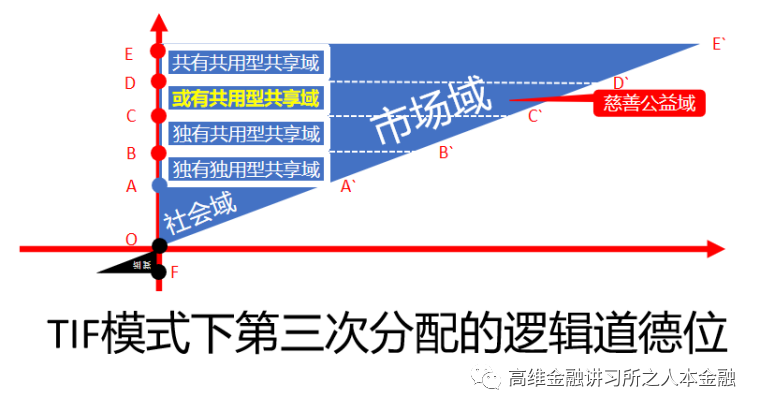 E
共有共用型共享域
E`
D
D`
或有共用型共享域
市场域
慈善公益域
C
C`
独有共用型共享域
B
B`
独有独用型共享域
A
A`
社会域
O
F
TIF模式下第三次分配的逻辑道德位
高维金融讲习所之人本金融